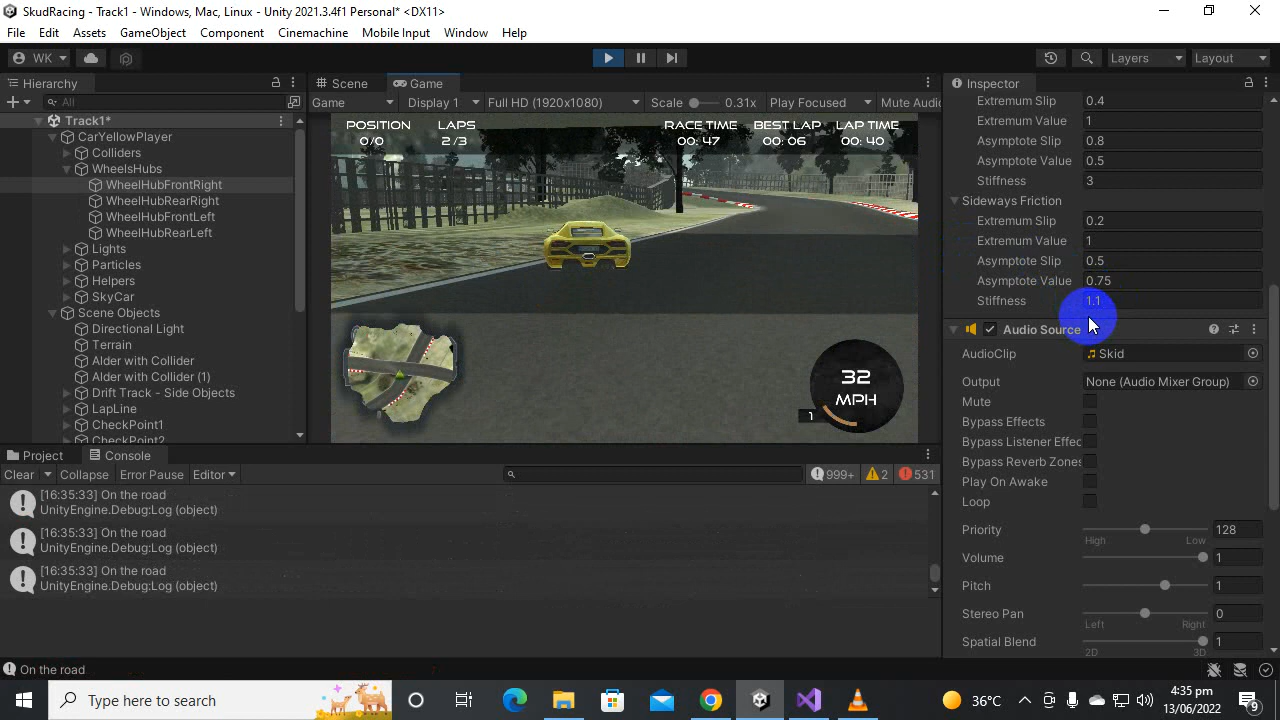 SkudRacing - Track1 - Windows, Mac, Linux - Unity 2021.3.4f1 Personal* <DX11>
File Edit Assets GameObject Component Cinemachine Mobile Input Window Help
WK Layers Layout
Hierarchy
All
Track1*
CarYellowPlayer
Colliders
WheelsHubs
WheelHubFrontRight
WheelHubRearRight
WheelHubFrontLeft
WheelHubRearLeft
Lights
Particles
Helpers
SkyCar
Scene Objects
Directional Light
Terrain
Alder with Collider
Alder with Collider (1)
Drift Track - Side Objects
LapLine
CheckPoint1
CheckPoint2
Scene Game
Game Display 1 Full HD (1920x1080) Scale 0.31x Play Focused Mute Audio
POSITION LAPS RACE TIME BEST LAP LAP TIME
0/0 2/3 00: 47 00: 06 00: 40
32
MPH
1
Inspector
Extremum Slip 0.4
Extremum Value 1
Asymptote Slip 0.8
Asymptote Value 0.5
Stiffness 3
Sideways Friction
Extremum Slip 0.2
Extremum Value 1
Asymptote Slip 0.5
Asymptote Value 0.75
Stiffness 1.1
Audio Source
AudioClip Skid
Output None (Audio Mixer Group)
Mute
Bypass Effects
Bypass Listener Effec
Bypass Reverb Zones
Play On Awake
Loop
Priority 128
High Low
Volume 1
Pitch 1
Stereo Pan 0
Left Right
Spatial Blend 1
2D 3D
Project Console
Clear Collapse Error Pause Editor 999+ 2 531
[16:35:33] On the road
UnityEngine.Debug:Log (object)
[16:35:33] On the road
UnityEngine.Debug:Log (object)
[16:35:33] On the road
UnityEngine.Debug:Log (object)
On the road
Type here to search
36°C
4:35 pm
13/06/2022
9